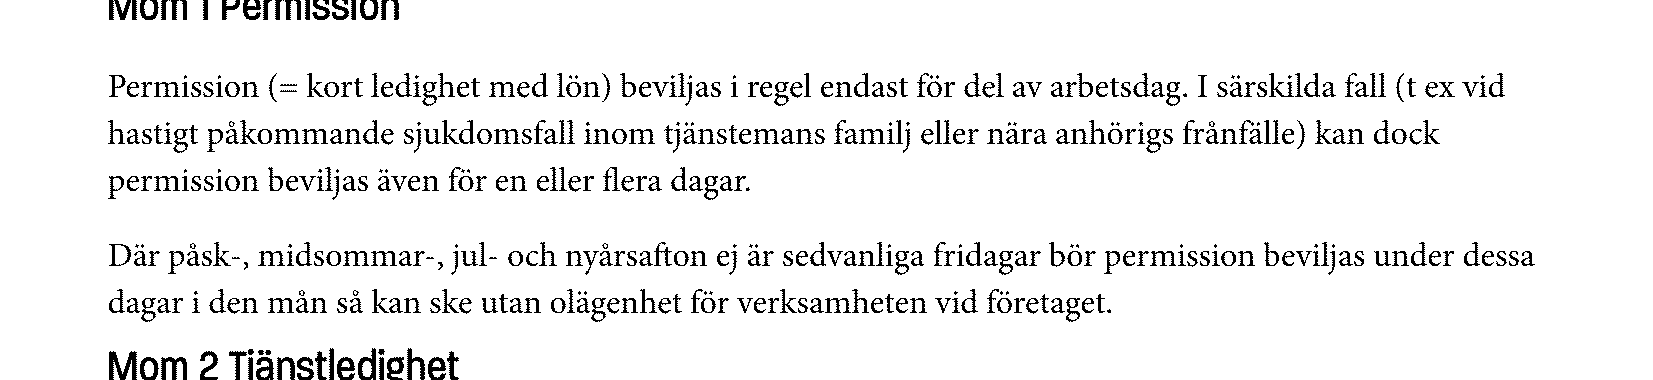 Mom 1 Permission
Permission (= kort ledighet med lön) beviljas i regel endast för del av arbetsdag. I särskilda fall (t ex vid
hastigt påkommande sjukdomsfall inom tjänstemans familj eller nära anhörigs frånfälle) kan dock
permission beviljas även för en eller flera dagar.
Där påsk-, midsommar-, jul- och nyårsafton ej är sedvanliga fridagar bör permission beviljas under dessa
dagar i den mån så kan ske utan olägenhet för verksamheten vid företaget.
Mom 2 Tjänstledighet